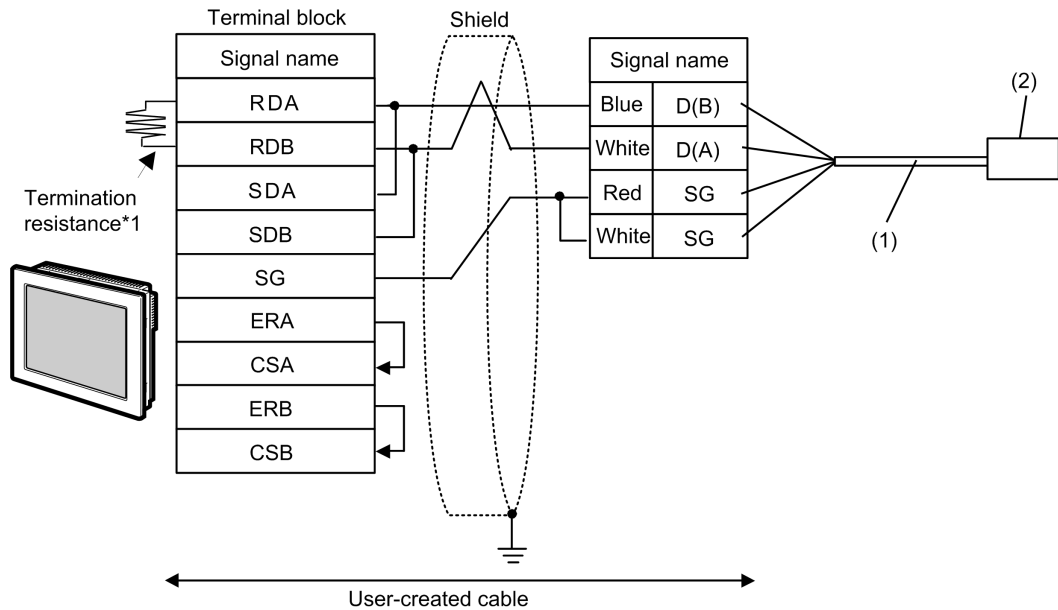 Terminal block
Shield
Signal name
RDA
RDB
SDA
SDB
SG
ERA
CSA
ERB
CSB
Termination
resistance*1
Signal name
Blue D(B)
White D(A)
Red SG
White SG
(1)
(2)
User-created cable